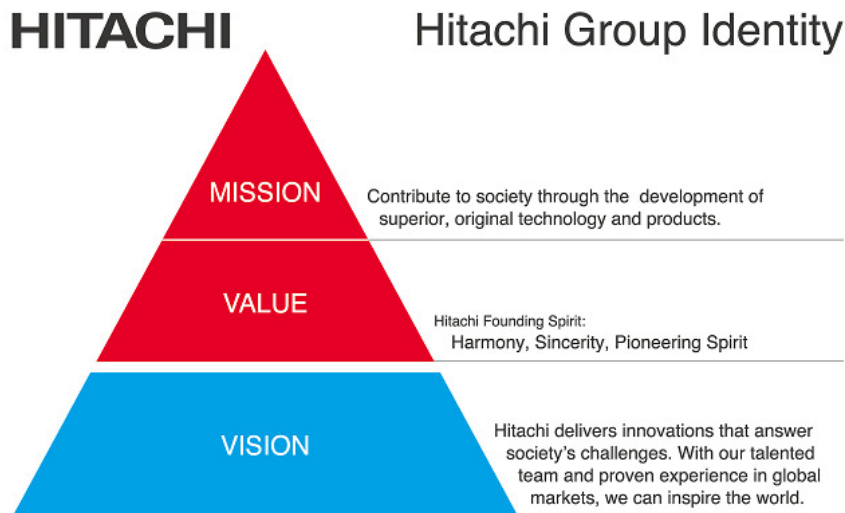 HITACHI
Hitachi Group Identity
MISSION
Contribute to society through the development of
superior, original technology and products.
VALUE
Hitachi Founding Spirit:
Harmony, Sincerity, Pioneering Spirit
VISION
Hitachi delivers innovations that answer
society's challenges. With our talented
team and proven experience in global
markets, we can inspire the world.